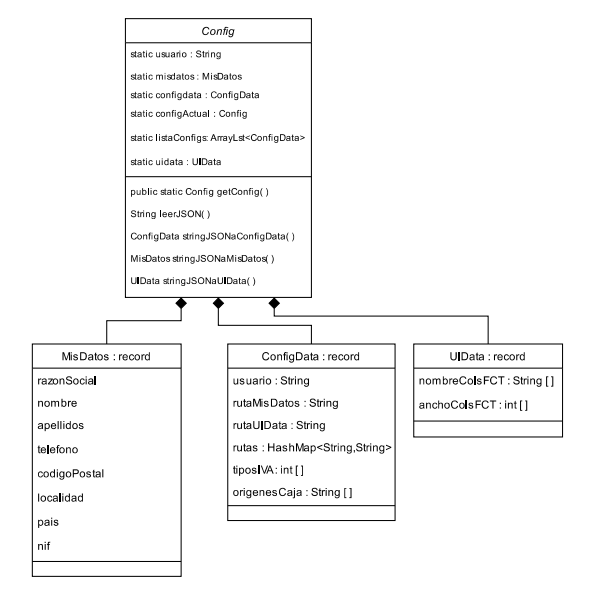 Config
static usuario : String
static misdatos : MisDatos
static configdata : ConfigData
static configActual : Config
static listaConfigs: ArrayLst<ConfigData>
static uidata : UIData
public static Config getConfig( )
String leerJSON( )
ConfigData stringJSONaConfigData( )
MisDatos stringJSONaMisDatos( )
UIData stringJSONaUIData( )
MisDatos : record
razonSocial
nombre
apellidos
telefono
codigoPostal
localidad
pais
nif
ConfigData : record
usuario : String
rutaMisDatos : String
rutaUIData : String
rutas : HashMap<String,String>
tiposIVA: int [ ]
origenesCaja : String [ ]
UIData : record
nombreColsFCT : String [ ]
anchoColsFCT : int [ ]